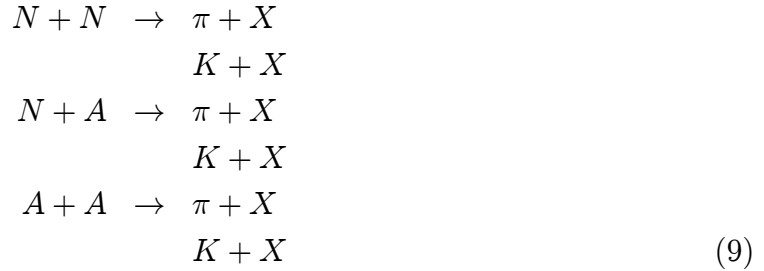 N + N → π + X
K + X
N + A → π + X
K + X
A + A → π + X
K + X (9)